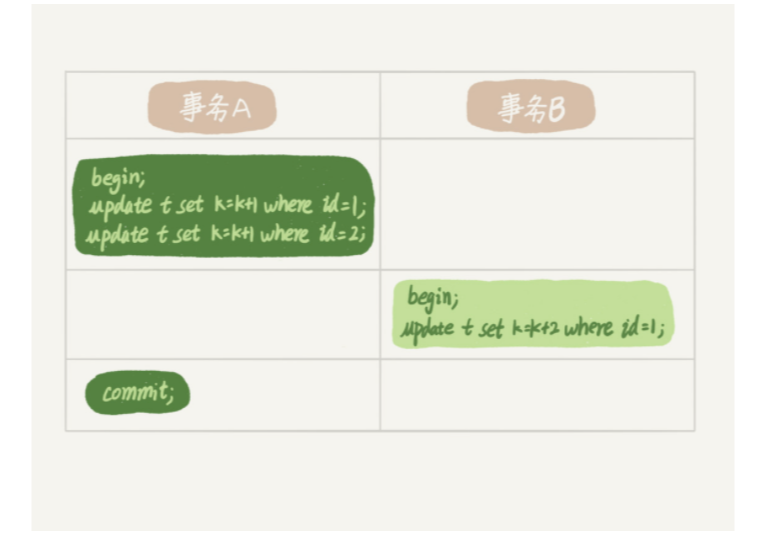 事务A
事务B
begin;
update t set k=k+1 where id=1;
update t set k=k+1 where id=2;
begin;
update t set k=k+2 where id=1;
commit;